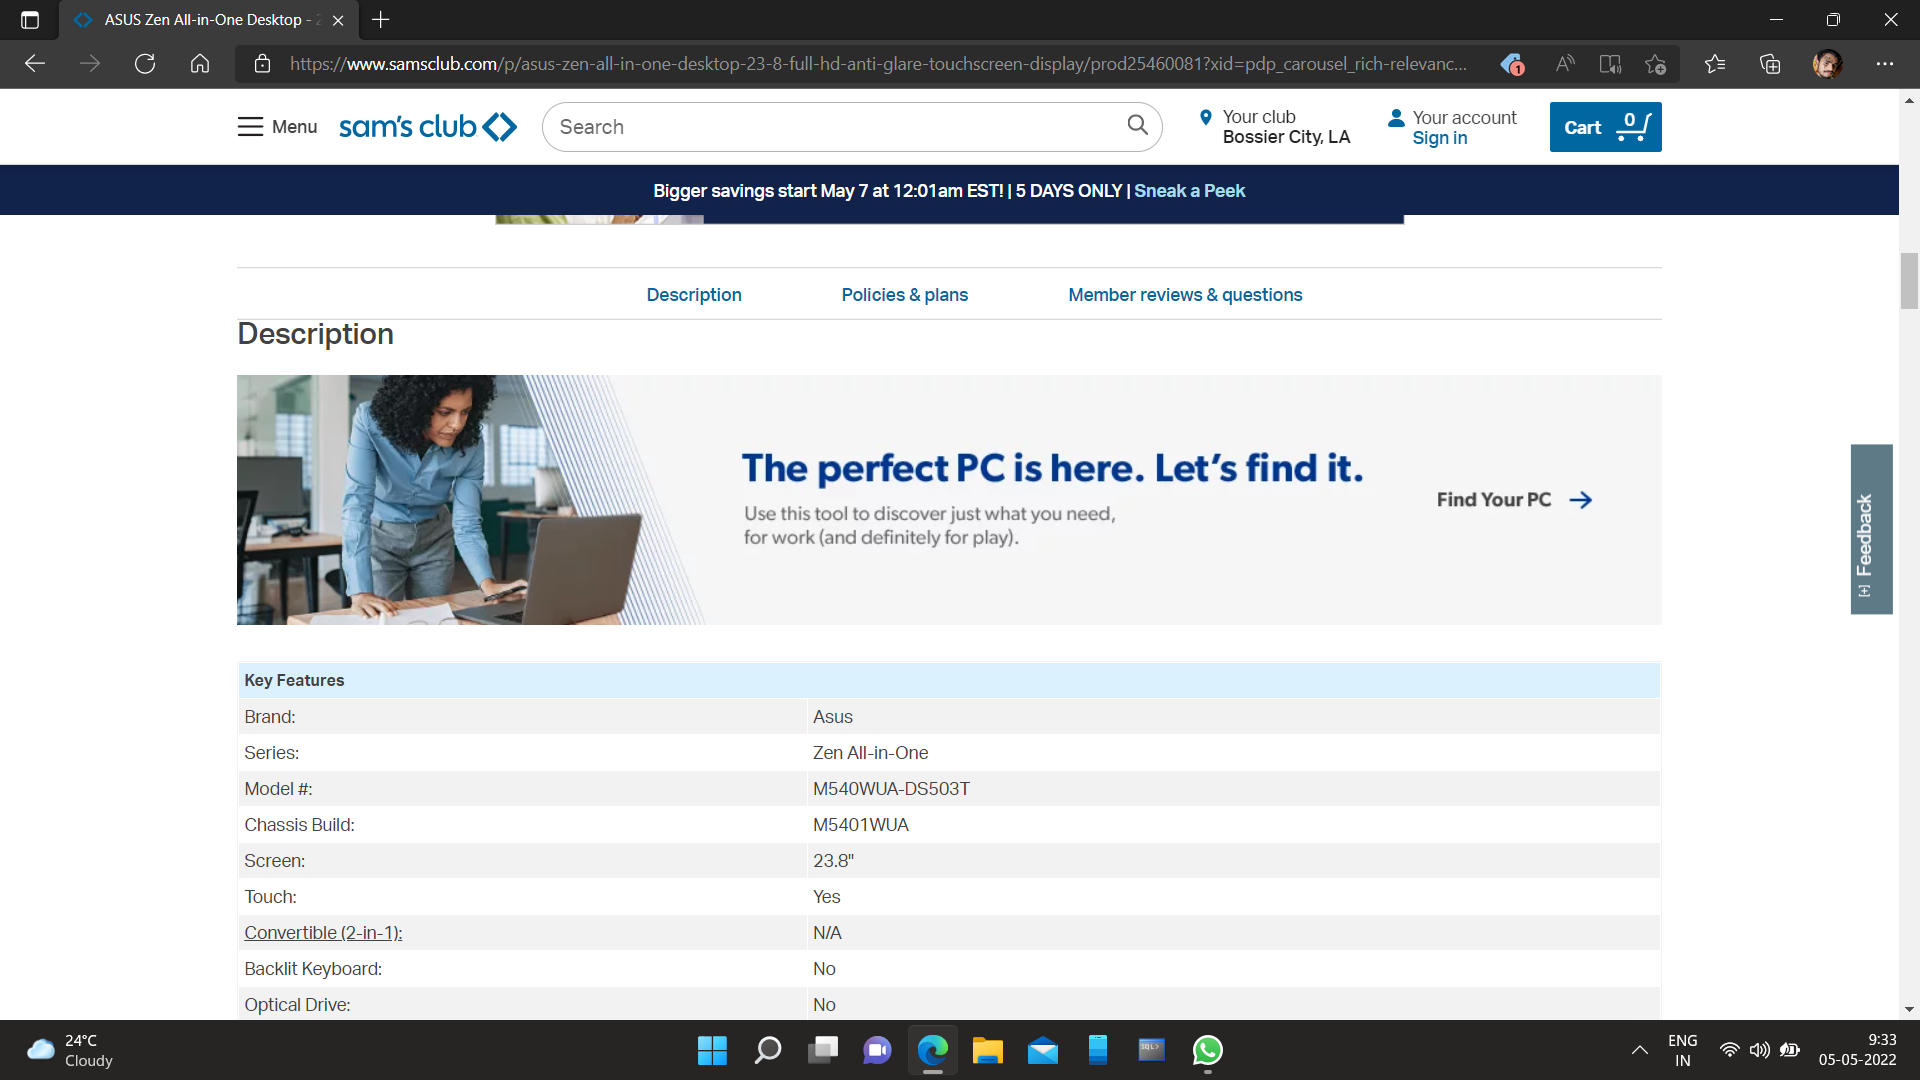 ASUS Zen All-in-One Desktop - 2
https://www.samsclub.com/p/asus-zen-all-in-one-desktop-23-8-full-hd-anti-glare-touchscreen-display/prod25460081?xid=pdp_carousel_rich-relevanc...
1
Menu
sam's club
Search
Your club
Bossier City, LA
Your account
Sign in
Cart
0
Bigger savings start May 7 at 12:01am EST! | 5 DAYS ONLY | Sneak a Peek
Description
Policies & plans
Member reviews & questions
Description
The perfect PC is here. Let's find it.
Use this tool to discover just what you need,
for work (and definitely for play).
Find Your PC
[+] Feedback
Key Features
Brand: Asus
Series: Zen All-in-One
Model #: M540WUA-DS503T
Chassis Build: M5401WUA
Screen: 23.8"
Touch: Yes
Convertible (2-in-1): N/A
Backlit Keyboard: No
Optical Drive: No
24°C
Cloudy
SQL>
ENG
IN
9:33
05-05-2022